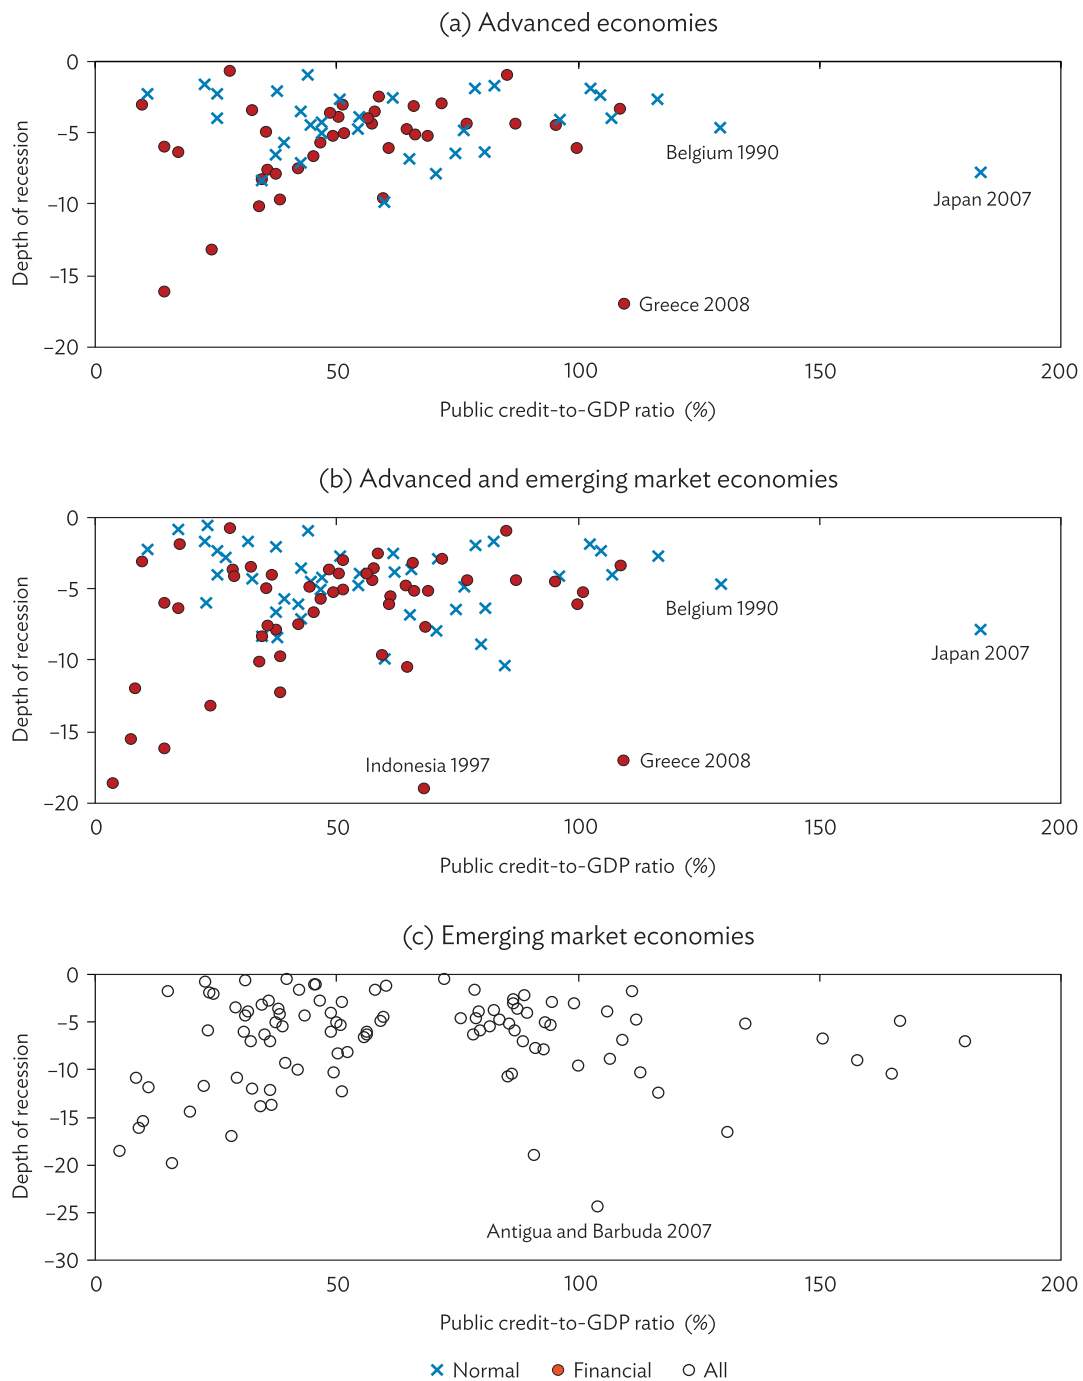 (a) Advanced economies
0
−5
−10
−15
−20
Depth of recession
Belgium 1990
Japan 2007
Greece 2008
0 50 100 150 200
Public credit-to-GDP ratio (%)
(b) Advanced and emerging market economies
0
−5
−10
−15
−20
Depth of recession
Belgium 1990
Japan 2007
Indonesia 1997
Greece 2008
0 50 100 150 200
Public credit-to-GDP ratio (%)
(c) Emerging market economies
0
−5
−10
−15
−20
−25
−30
Depth of recession
Antigua and Barbuda 2007
0 50 100 150 200
Public credit-to-GDP ratio (%)
Normal Financial All